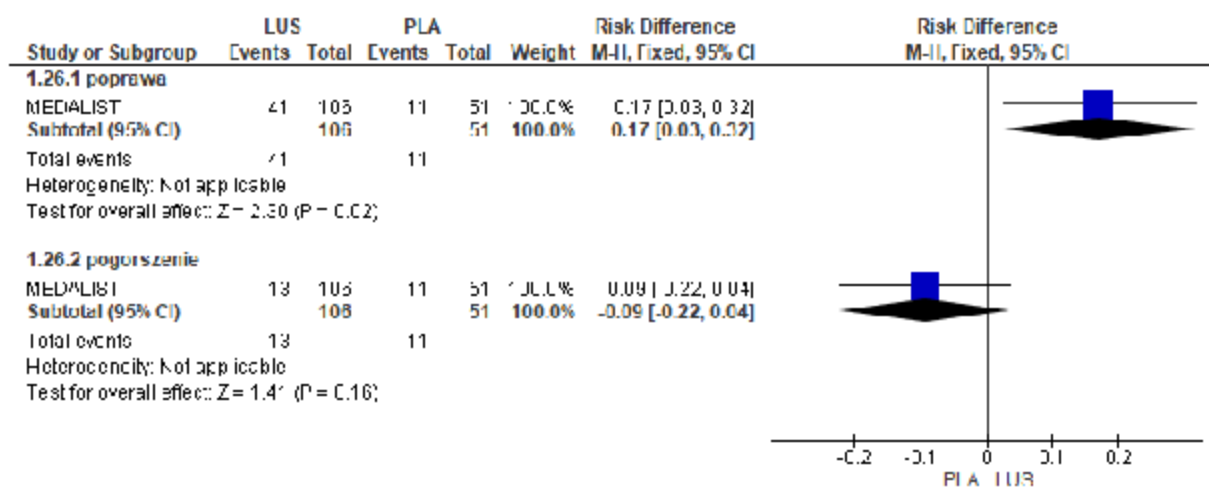 LUS PLA Risk Difference Risk Difference
Study or Subgroup Events Total Events Total Weight M-H, Fixed, 95% CI M-H, Fixed, 95% CI
1.26.1 poprawa
MEDALIST 41 106 11 51 100.0% 0.17 [0.03, 0.32]
Subtotal (95% CI) 106 51 100.0% 0.17 [0.03, 0.32]
Total events 41 11
Heterogeneity: Not applicable
Test for overall effect: Z = 2.30 (P = 0.02)
1.26.2 pogorszenie
MEDALIST 13 106 11 51 100.0% -0.09 [-0.22, 0.04]
Subtotal (95% CI) 106 51 100.0% -0.09 [-0.22, 0.04]
Total events 13 11
Heterogeneity: Not applicable
Test for overall effect: Z = 1.41 (P = 0.16)
-0.2 -0.1 0 0.1 0.2
PLA LUS